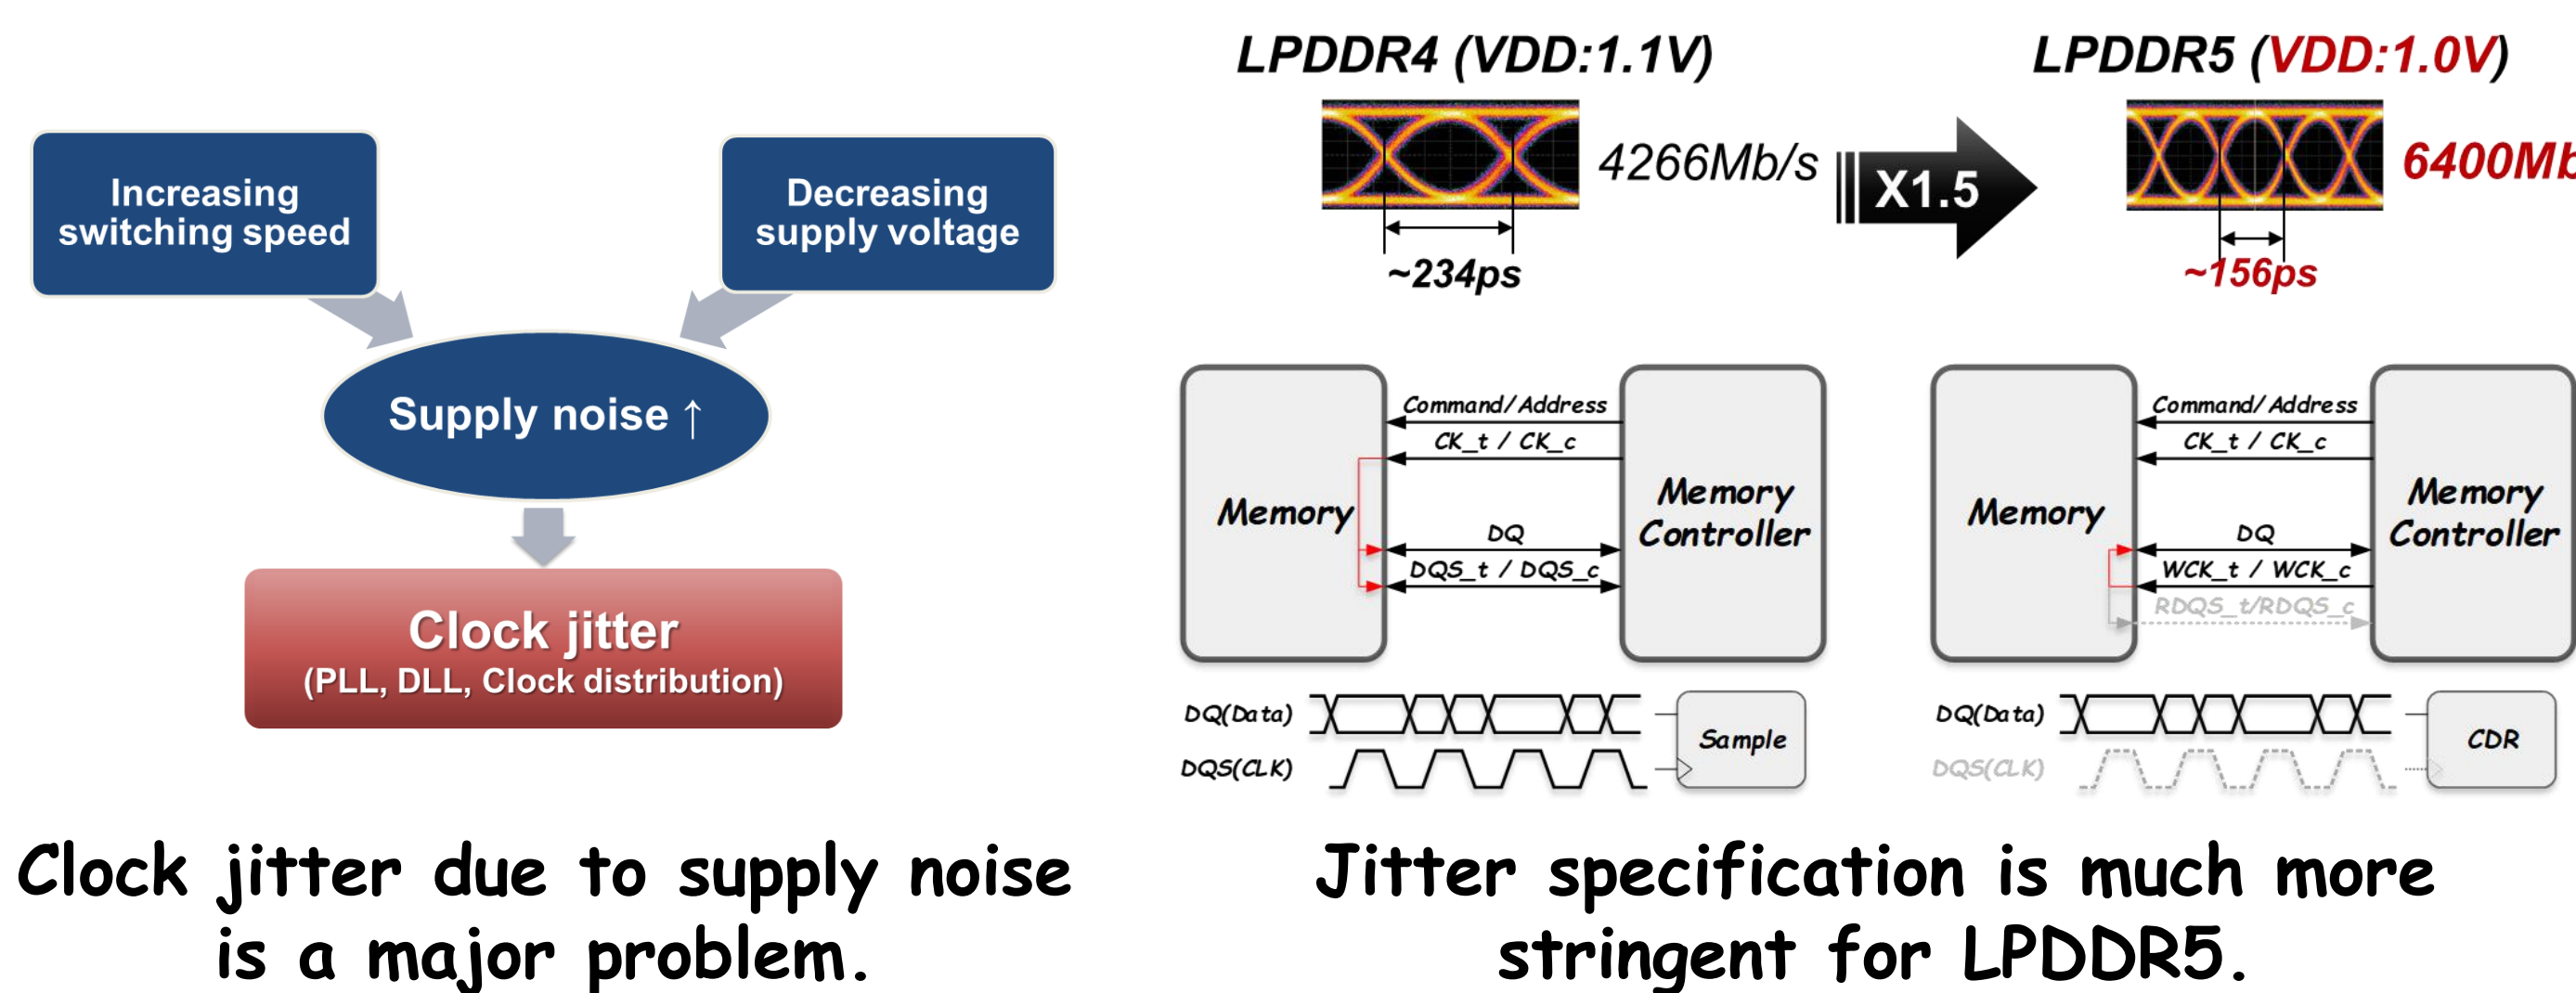 Increasing
switching speed
Decreasing
supply voltage
Supply noise ↑
Clock jitter
(PLL, DLL, Clock distribution)
Clock jitter due to supply noise
is a major problem.
LPDDR4 (VDD:1.1V)
4266Mb/s
~234ps
X1.5
LPDDR5 (VDD:1.0V)
6400Mb
~156ps
Memory
Command/Address
CK_t / CK_c
DQ
DQS_t / DQS_c
Memory
Controller
DQ(Data)
DQS(CLK)
Sample
Memory
Command/Address
CK_t / CK_c
DQ
WCK_t / WCK_c
RDQS_t/RDQS_c
Memory
Controller
DQ(Data)
DQS(CLK)
CDR
Jitter specification is much more
stringent for LPDDR5.